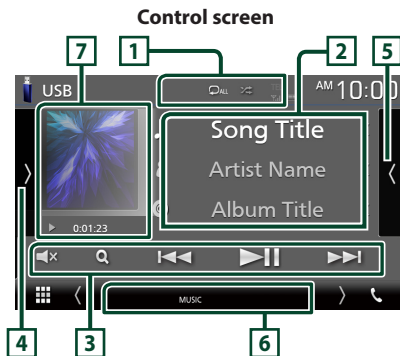 Control screen
7 1 2 5
USB ALL AM 10:00
Song Title
Artist Name
Album Title
0:01:23
MUSIC
4 3 6